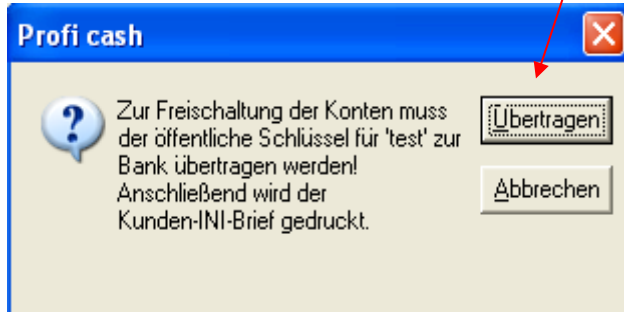 Profi cash
Zur Freischaltung der Konten muss
der öffentliche Schlüssel für 'test' zur
Bank übertragen werden!
Anschließend wird der
Kunden-INI-Brief gedruckt.
Übertragen
Abbrechen